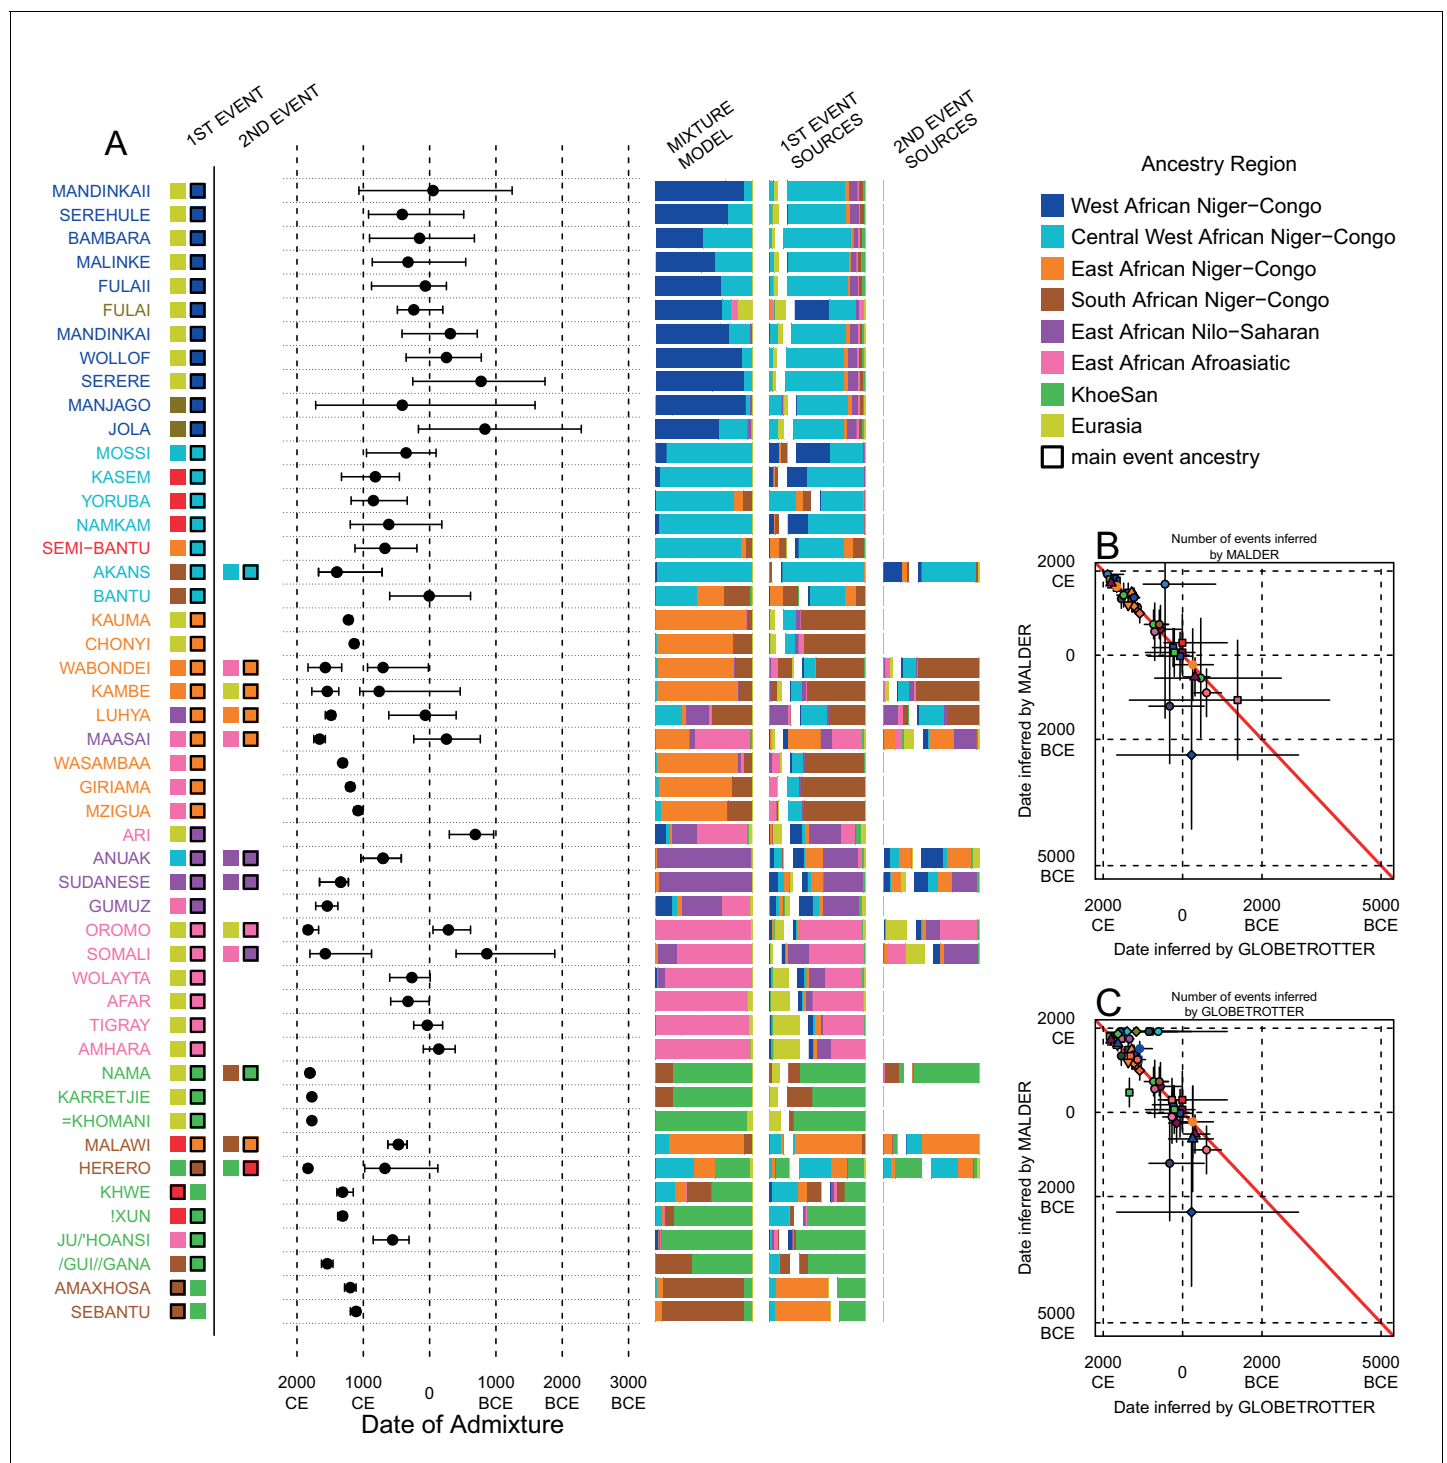 A
1ST EVENT
2ND EVENT
MIXTURE
MODEL
1ST EVENT
SOURCES
2ND EVENT
SOURCES
MANDINKAII
SEREHULE
BAMBARA
MALINKE
FULAII
FULAI
MANDINKAI
WOLLOF
SERERE
MANJAGO
JOLA
MOSSI
KASEM
YORUBA
NAMKAM
SEMI−BANTU
AKANS
BANTU
KAUMA
CHONYI
WABONDEI
KAMBE
LUHYA
MAASAI
WASAMBAA
GIRIAMA
MZIGUA
ARI
ANUAK
SUDANESE
GUMUZ
OROMO
SOMALI
WOLAYTA
AFAR
TIGRAY
AMHARA
NAMA
KARRETJIE
=KHOMANI
MALAWI
HERERO
KHWE
!XUN
JU/'HOANSI
/GUI//GANA
AMAXHOSA
SEBANTU
2000
CE
1000
CE
0
1000
BCE
2000
BCE
3000
BCE
Date of Admixture
Ancestry Region
West African Niger−Congo
Central West African Niger−Congo
East African Niger−Congo
South African Niger−Congo
East African Nilo−Saharan
East African Afroasiatic
KhoeSan
Eurasia
main event ancestry
B
Number of events inferred
by MALDER
2000
CE
0
2000
BCE
5000
BCE
Date inferred by MALDER
2000
CE
0
2000
BCE
5000
BCE
Date inferred by GLOBETROTTER
C
Number of events inferred
by GLOBETROTTER
2000
CE
0
2000
BCE
5000
BCE
Date inferred by MALDER
2000
CE
0
2000
BCE
5000
BCE
Date inferred by GLOBETROTTER